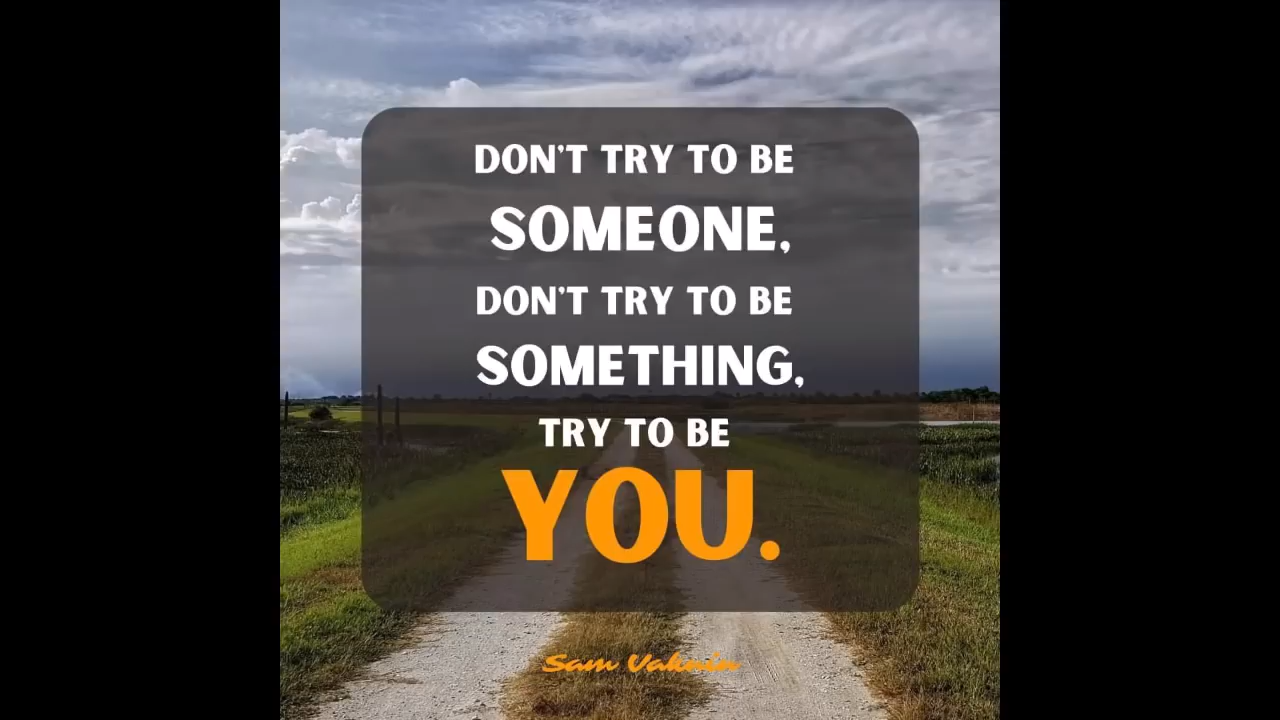 DON'T TRY TO BE
SOMEONE,
DON'T TRY TO BE
SOMETHING,
TRY TO BE
YOU.
Sam Vaknin